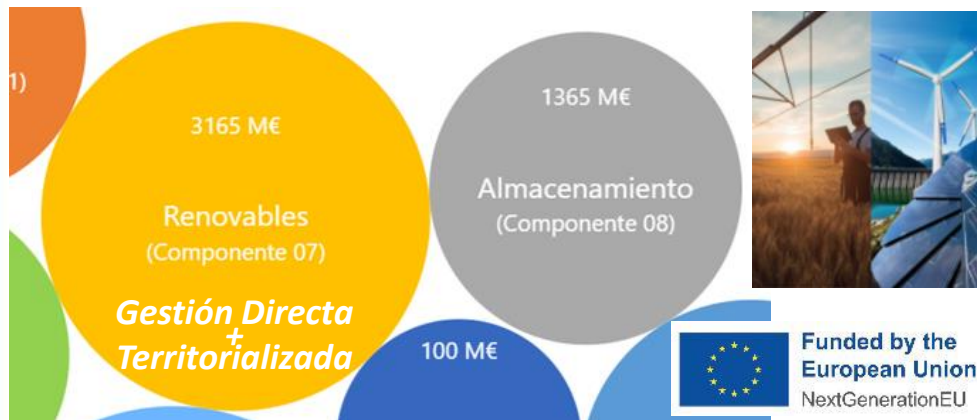 1)
3165 M€
Renovables
(Componente 07)
Gestión Directa
+
Territorializada
1365 M€
Almacenamiento
(Componente 08)
100 M€
Funded by the
European Union
NextGenerationEU